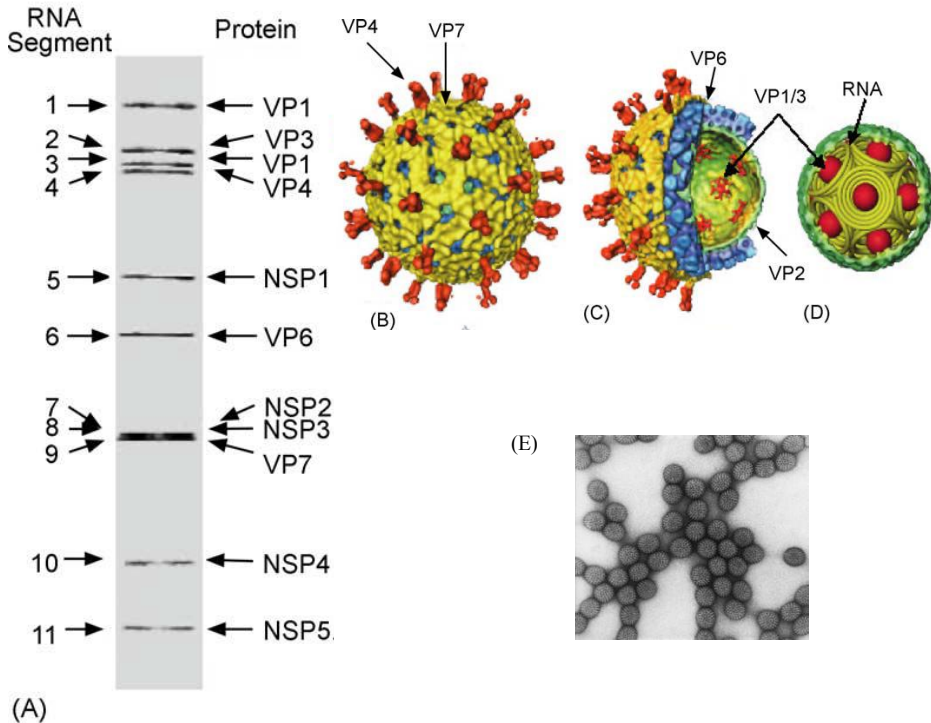 RNA
Segment
Protein
1
VP1
2
VP3
3
VP1
4
VP4
5
NSP1
6
VP6
7
NSP2
8
NSP3
9
VP7
10
NSP4
11
NSP5.
(A)
VP4
VP7
(B)
VP6
VP1/3
RNA
VP2
(C)
(D)
(E)